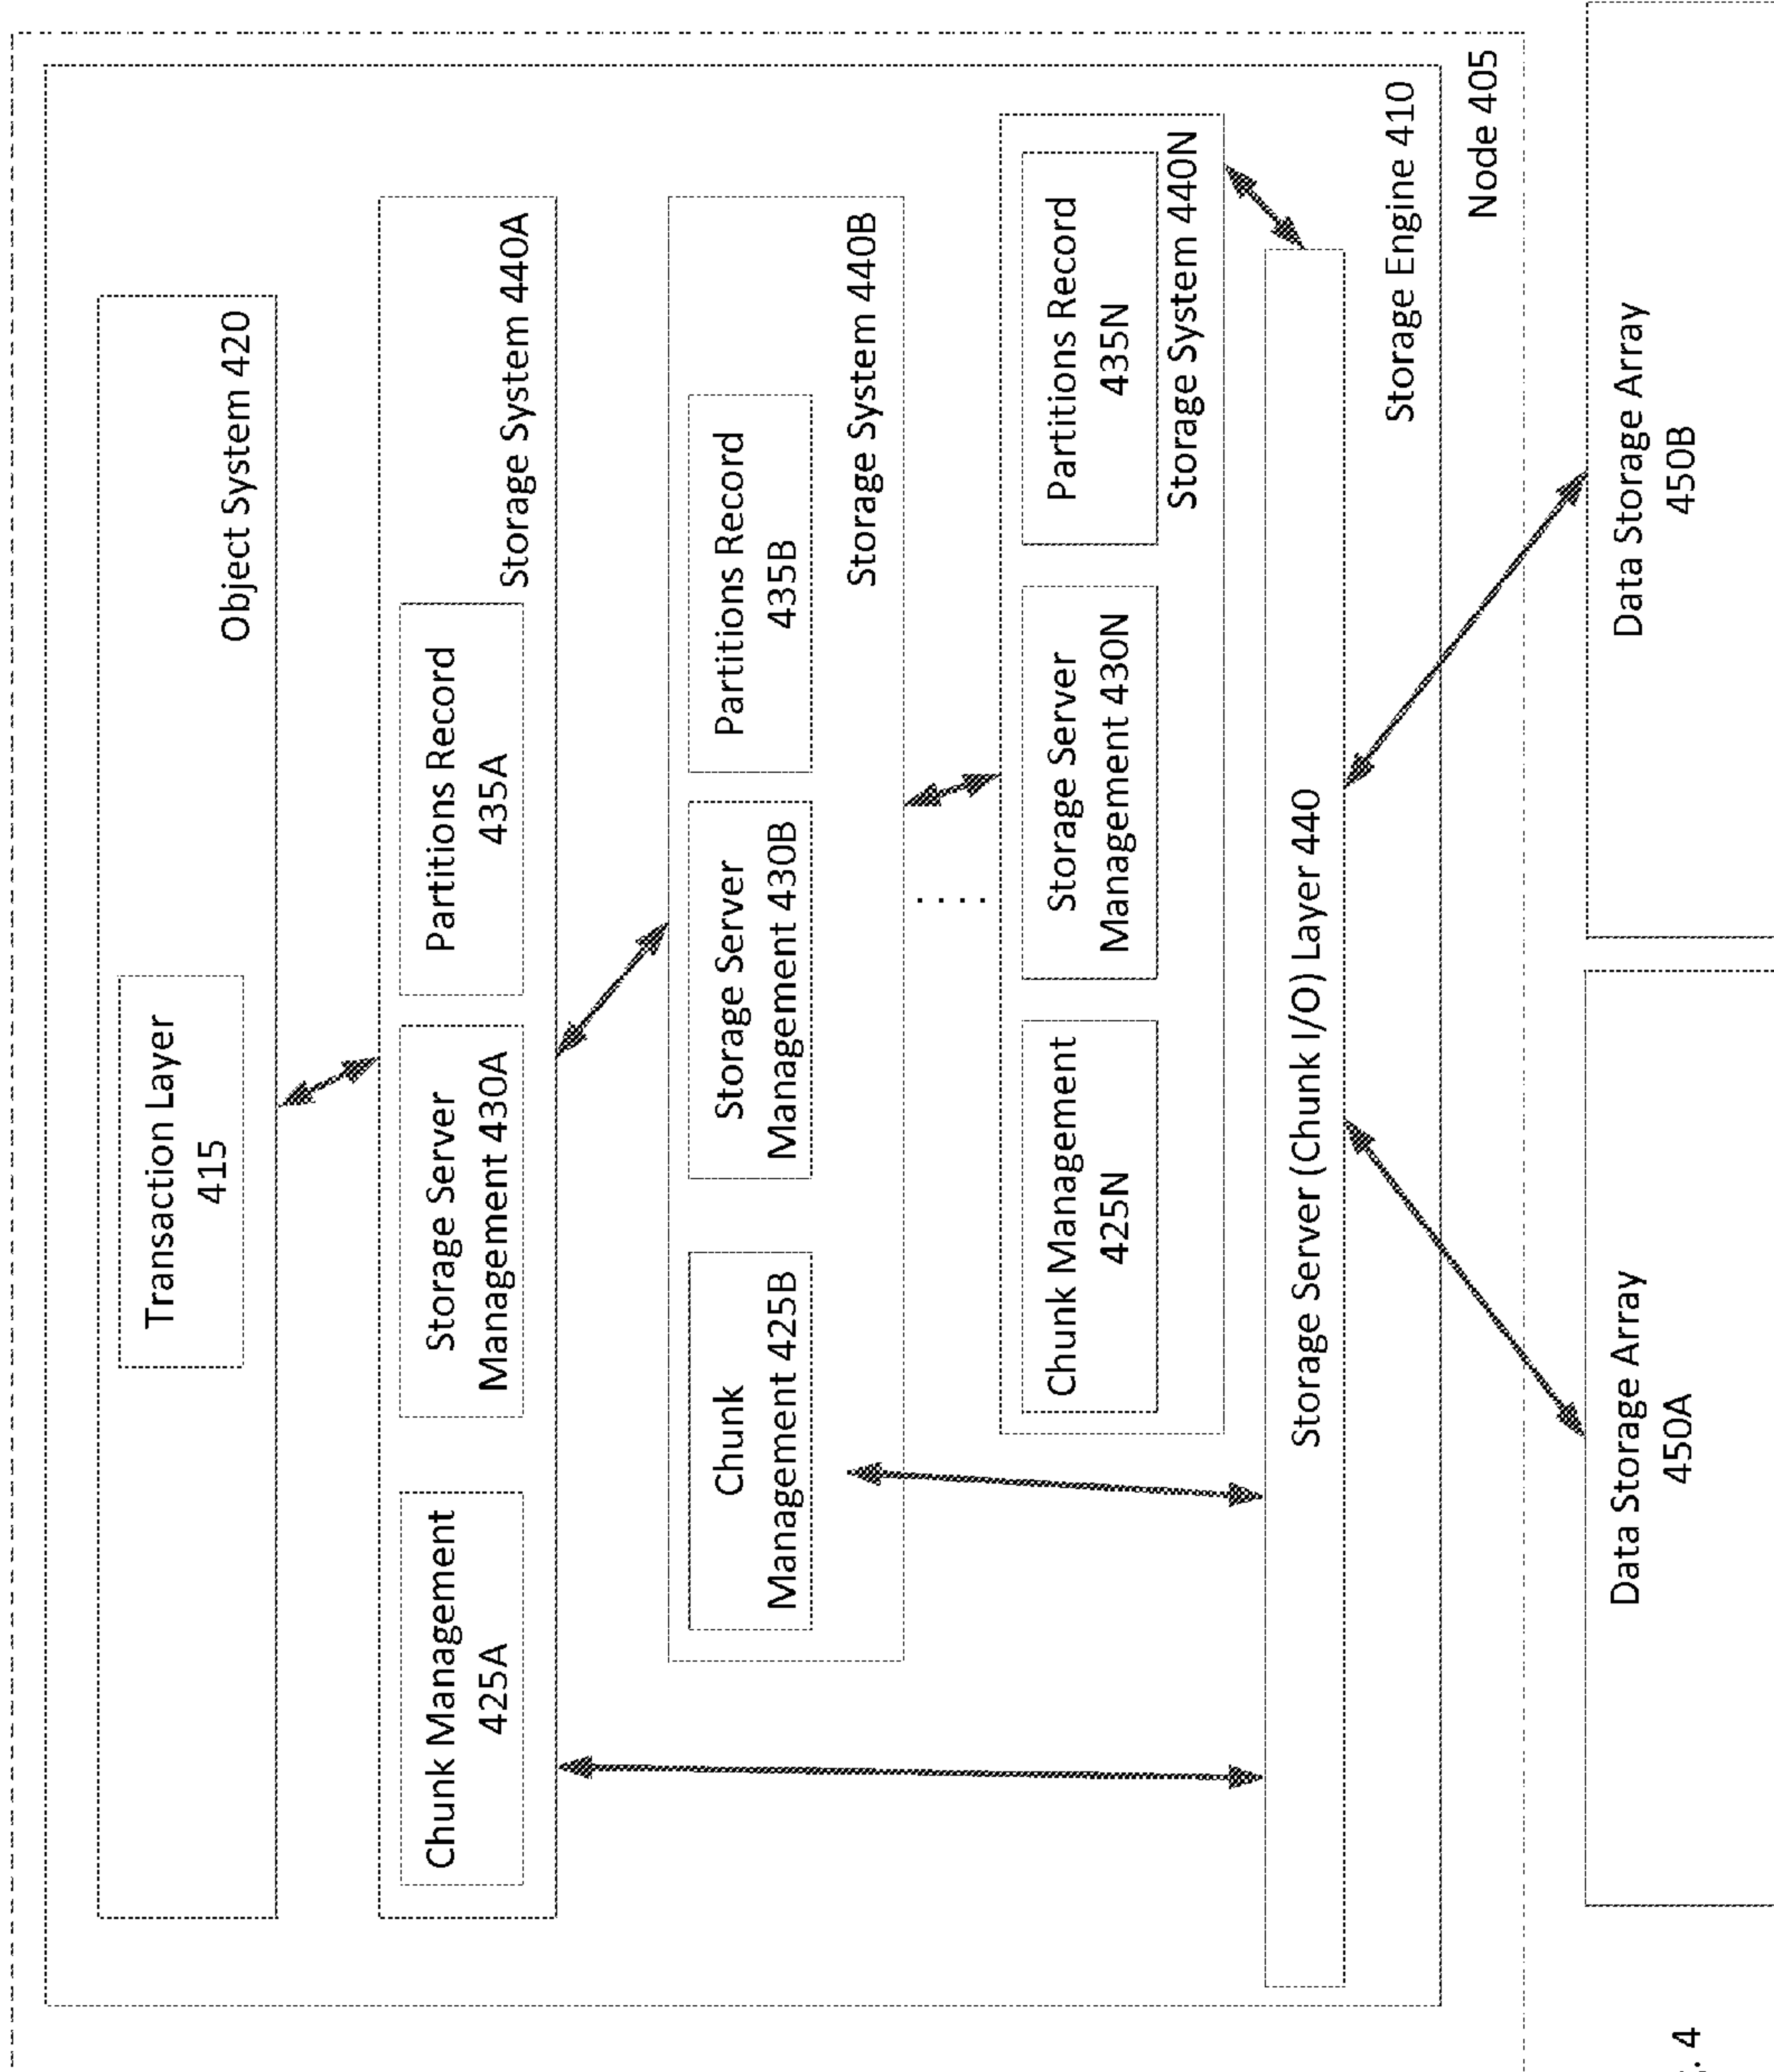 Transaction Layer
415
Object System 420
Chunk Management
425A
Storage Server
Management 430A
Partitions Record
435A
Storage System 440A
Chunk
Management 425B
Storage Server
Management 430B
Partitions Record
435B
Storage System 440B
....
Chunk Management
425N
Storage Server
Management 430N
Partitions Record
435N
Storage System 440N
Storage Server (Chunk I/O) Layer 440
Storage Engine 410
Node 405
Data Storage Array
450A
Data Storage Array
450B
. 4